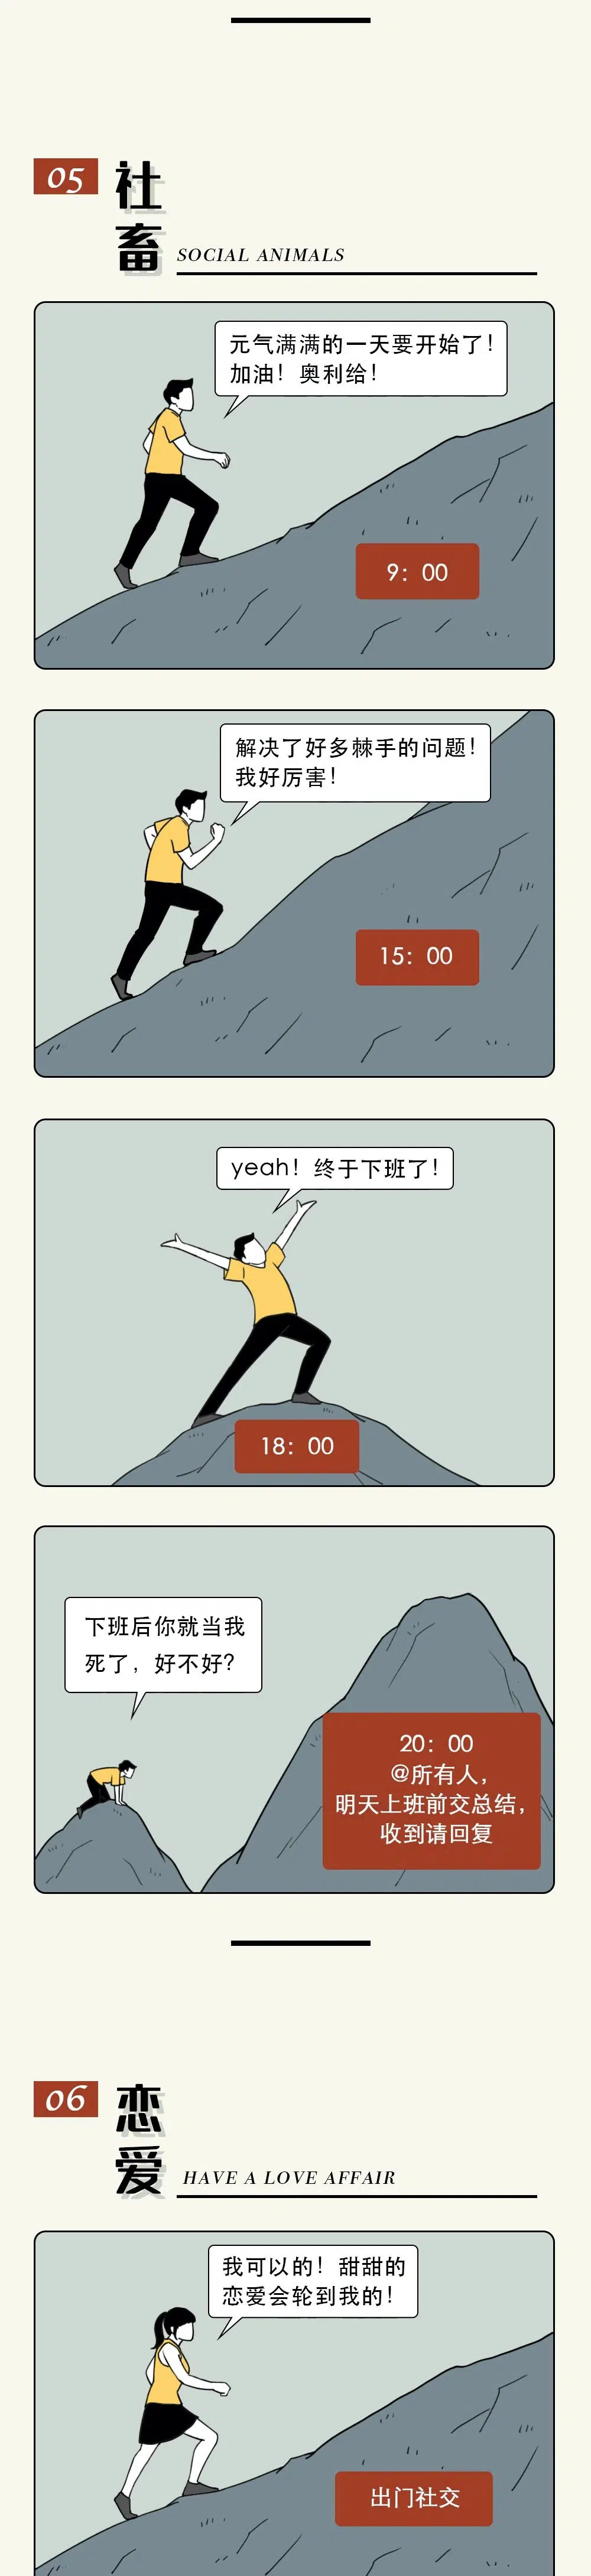 05
社
畜
SOCIAL ANIMALS
元气满满的一天要开始了!
加油! 奥利给!
9: 00
解决了好多棘手的问题!
我好厉害!
15: 00
yeah! 终于下班了!
18: 00
下班后你就当我
死了, 好不好?
20: 00
@所有人,
明天上班前交总结,
收到请回复
06
恋
爱
HAVE A LOVE AFFAIR
我可以的! 甜甜的
恋爱会轮到我的!
出门社交